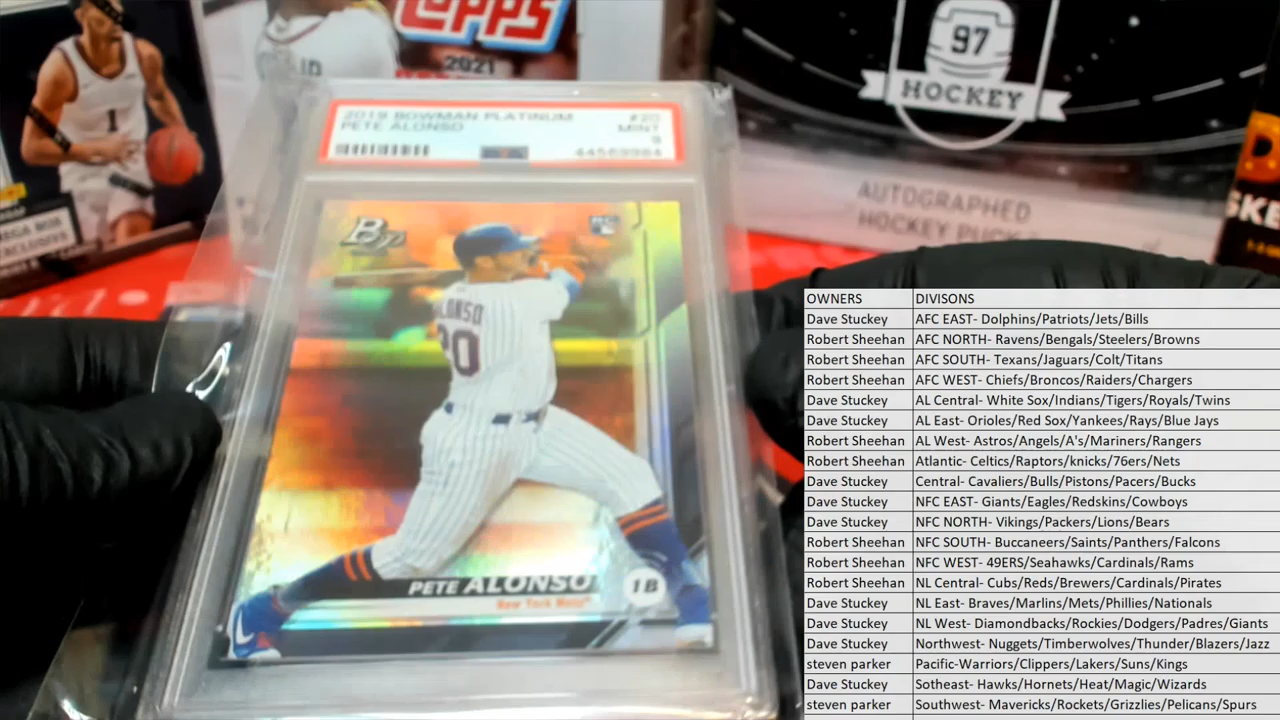 1
MEGA BOX
TOPPS
2021
97
HOCKEY
AUTOGRAPHED
HOCKEY PUCK
SKE
2019 BOWMAN PLATINUM #20
PETE ALONSO MINT
9
44569984
Bp RC
ALONSO
20
PETE ALONSO 1B
New York Mets
OWNERS DIVISONS
Dave Stuckey AFC EAST- Dolphins/Patriots/Jets/Bills
Robert Sheehan AFC NORTH- Ravens/Bengals/Steelers/Browns
Robert Sheehan AFC SOUTH- Texans/Jaguars/Colt/Titans
Robert Sheehan AFC WEST- Chiefs/Broncos/Raiders/Chargers
Dave Stuckey AL Central- White Sox/Indians/Tigers/Royals/Twins
Dave Stuckey AL East- Orioles/Red Sox/Yankees/Rays/Blue Jays
Robert Sheehan AL West- Astros/Angels/A's/Mariners/Rangers
Robert Sheehan Atlantic- Celtics/Raptors/knicks/76ers/Nets
Dave Stuckey Central- Cavaliers/Bulls/Pistons/Pacers/Bucks
Dave Stuckey NFC EAST- Giants/Eagles/Redskins/Cowboys
Dave Stuckey NFC NORTH- Vikings/Packers/Lions/Bears
Robert Sheehan NFC SOUTH- Buccaneers/Saints/Panthers/Falcons
Robert Sheehan NFC WEST- 49ERS/Seahawks/Cardinals/Rams
Robert Sheehan NL Central- Cubs/Reds/Brewers/Cardinals/Pirates
Dave Stuckey NL East- Braves/Marlins/Mets/Phillies/Nationals
Dave Stuckey NL West- Diamondbacks/Rockies/Dodgers/Padres/Giants
Dave Stuckey Northwest- Nuggets/Timberwolves/Thunder/Blazers/Jazz
steven parker Pacific-Warriors/Clippers/Lakers/Suns/Kings
Dave Stuckey Sotheast- Hawks/Hornets/Heat/Magic/Wizards
steven parker Southwest- Mavericks/Rockets/Grizzlies/Pelicans/Spurs